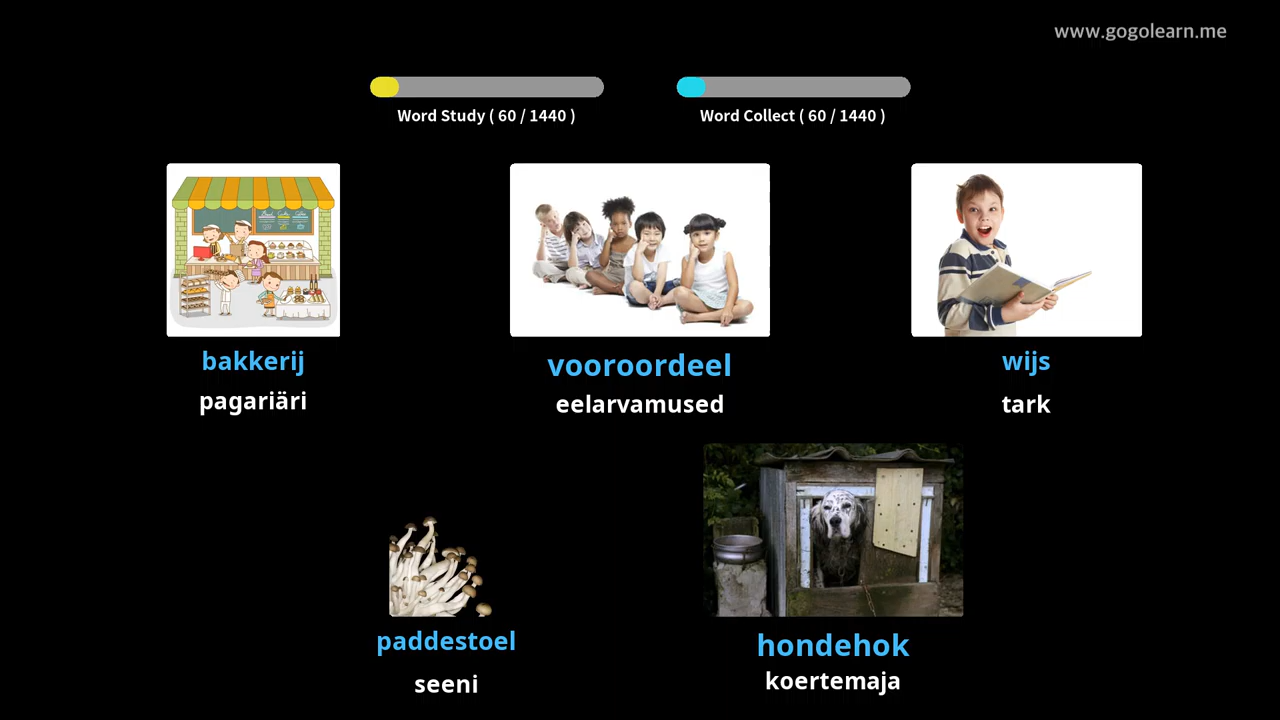 www.gogolearn.me
Word Study ( 60 / 1440 )
Word Collect ( 60 / 1440 )
bakkerij
pagariäri
vooroordeel
eelarvamused
wijs
tark
paddestoel
seeni
hondehok
koertemaja